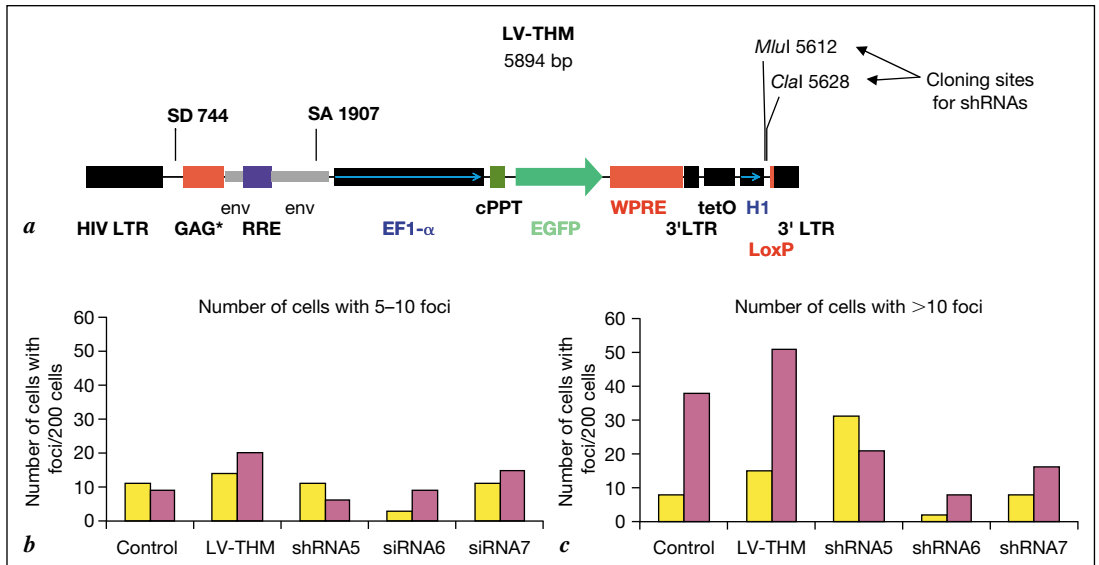 LV-THM
5894 bp
MluI 5612
ClaI 5628
Cloning sites
for shRNAs
SD 744
SA 1907
env
env
cPPT
WPRE
tetO
H1
a
HIV LTR
GAG*
RRE
EF1-α
EGFP
3'LTR
3' LTR
LoxP
Number of cells with 5–10 foci
Number of cells with
foci/200 cells
60
50
40
30
20
10
0
b
Control
LV-THM
shRNA5
siRNA6
siRNA7
Number of cells with >10 foci
Number of cells with
foci/200 cells
60
50
40
30
20
10
0
c
Control
LV-THM
shRNA5
shRNA6
shRNA7